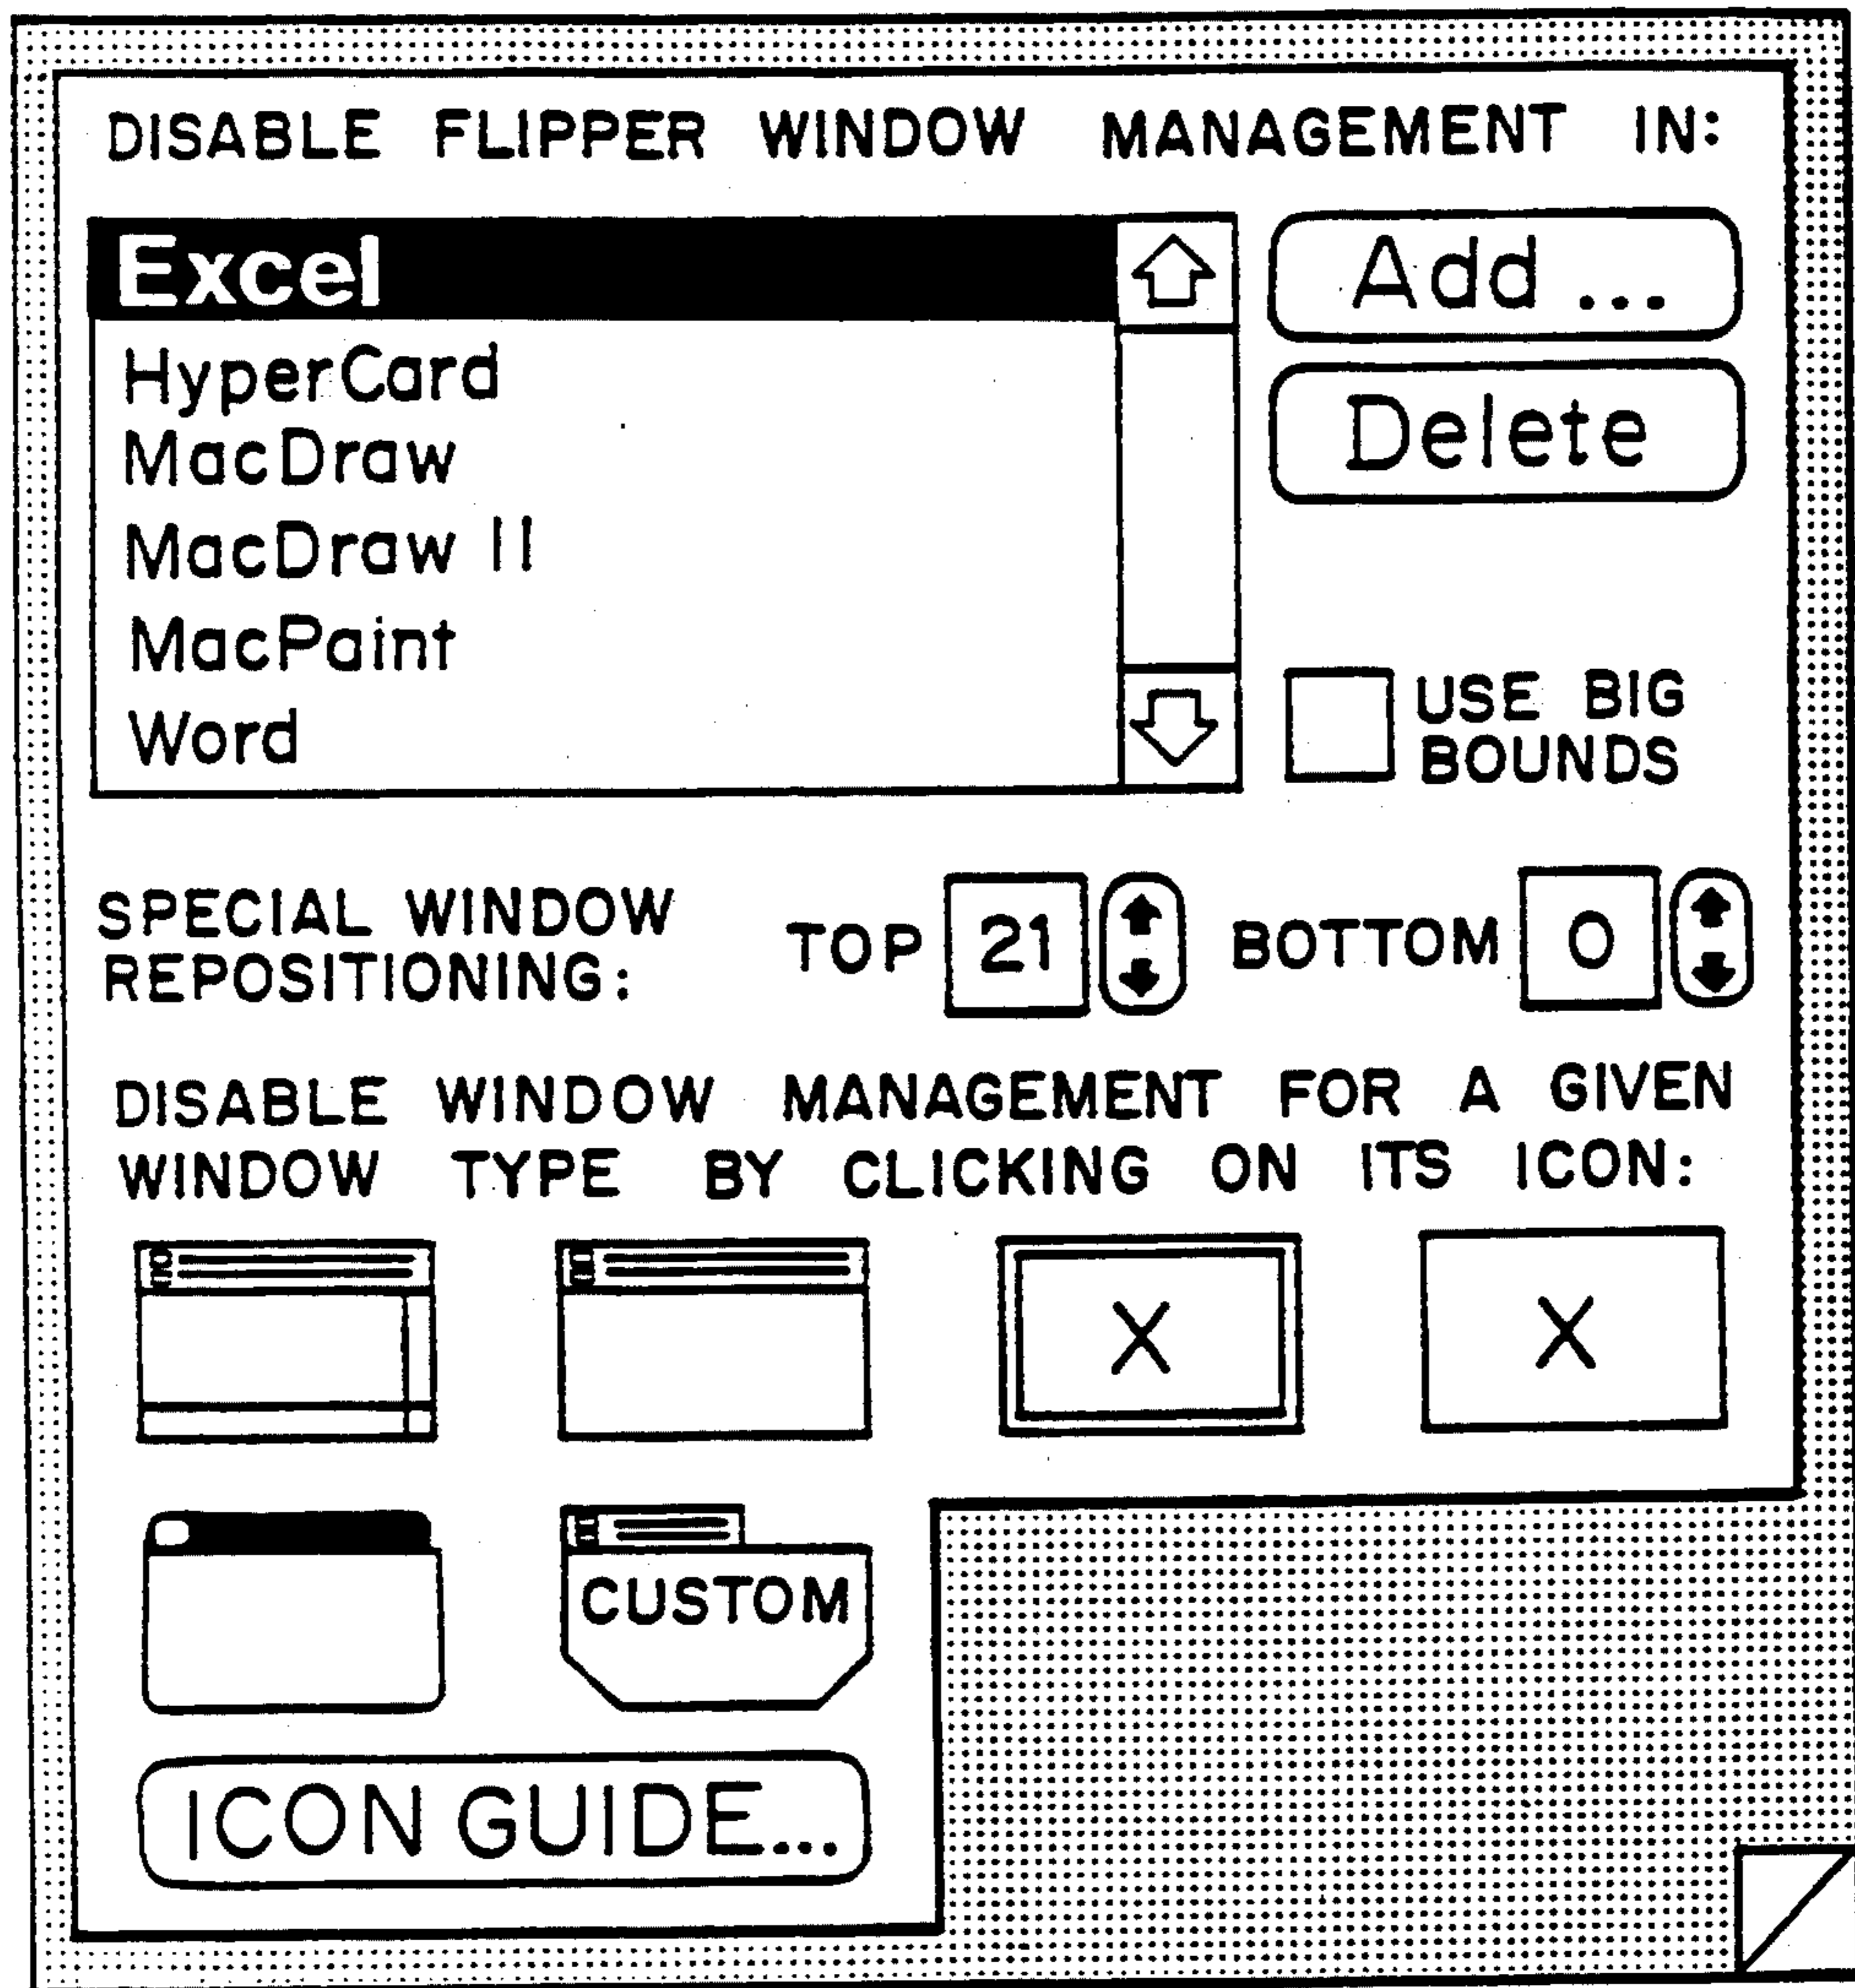 DISABLE FLIPPER WINDOW MANAGEMENT IN:
Excel
HyperCard
MacDraw
MacDraw II
MacPaint
Word
Add ...
Delete
USE BIG
BOUNDS
SPECIAL WINDOW
REPOSITIONING:
TOP 21 BOTTOM 0
DISABLE WINDOW MANAGEMENT FOR A GIVEN
WINDOW TYPE BY CLICKING ON ITS ICON:
X X
CUSTOM
ICON GUIDE...